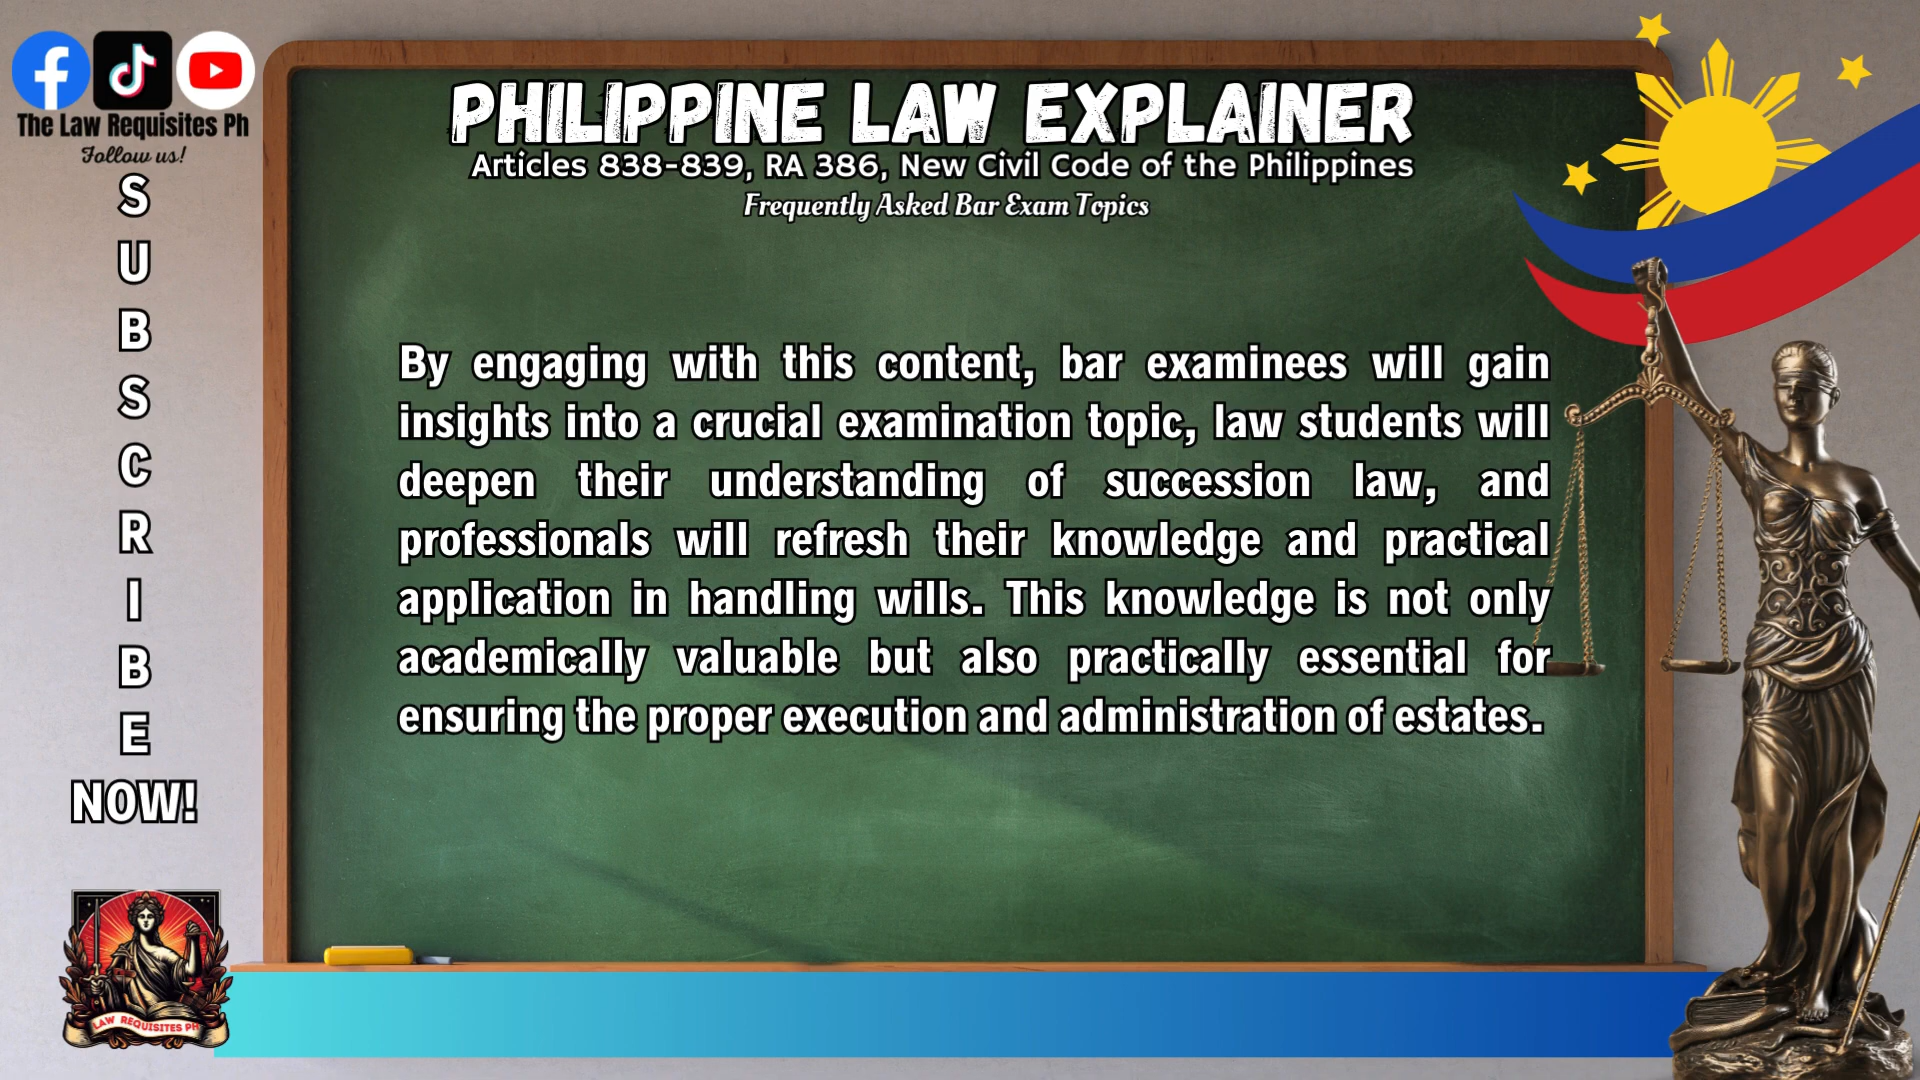 The Law Requisites Ph
Follow us!
S
U
B
S
C
R
I
B
E
NOW!
LAW REQUISITES PH
PHILIPPINE LAW EXPLAINER
Articles 838-839, RA 386, New Civil Code of the Philippines
Frequently Asked Bar Exam Topics
By engaging with this content, bar examinees will gain
insights into a crucial examination topic, law students will
deepen their understanding of succession law, and
professionals will refresh their knowledge and practical
application in handling wills. This knowledge is not only
academically valuable but also practically essential for
ensuring the proper execution and administration of estates.